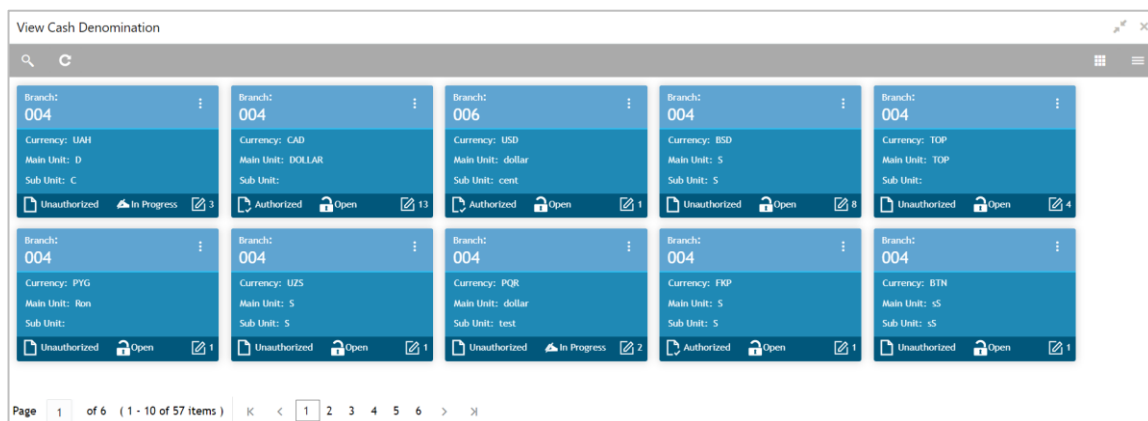 View Cash Denomination
Branch:
004
Currency: UAH
Main Unit: D
Sub Unit: C
Unauthorized In Progress 3
Branch:
004
Currency: CAD
Main Unit: DOLLAR
Sub Unit:
Authorized Open 13
Branch:
006
Currency: USD
Main Unit: dollar
Sub Unit: cent
Authorized Open 1
Branch:
004
Currency: BSD
Main Unit: S
Sub Unit: S
Unauthorized Open 8
Branch:
004
Currency: TOP
Main Unit: TOP
Sub Unit:
Unauthorized Open 4
Branch:
004
Currency: PYG
Main Unit: Ron
Sub Unit:
Unauthorized Open 1
Branch:
004
Currency: UZS
Main Unit: S
Sub Unit: S
Unauthorized Open 1
Branch:
004
Currency: PQR
Main Unit: dollar
Sub Unit: test
Unauthorized In Progress 2
Branch:
004
Currency: FKP
Main Unit: S
Sub Unit: S
Authorized Open 1
Branch:
004
Currency: BTN
Main Unit: sS
Sub Unit: sS
Unauthorized Open 1
Page 1 of 6 ( 1 - 10 of 57 items ) 1 2 3 4 5 6